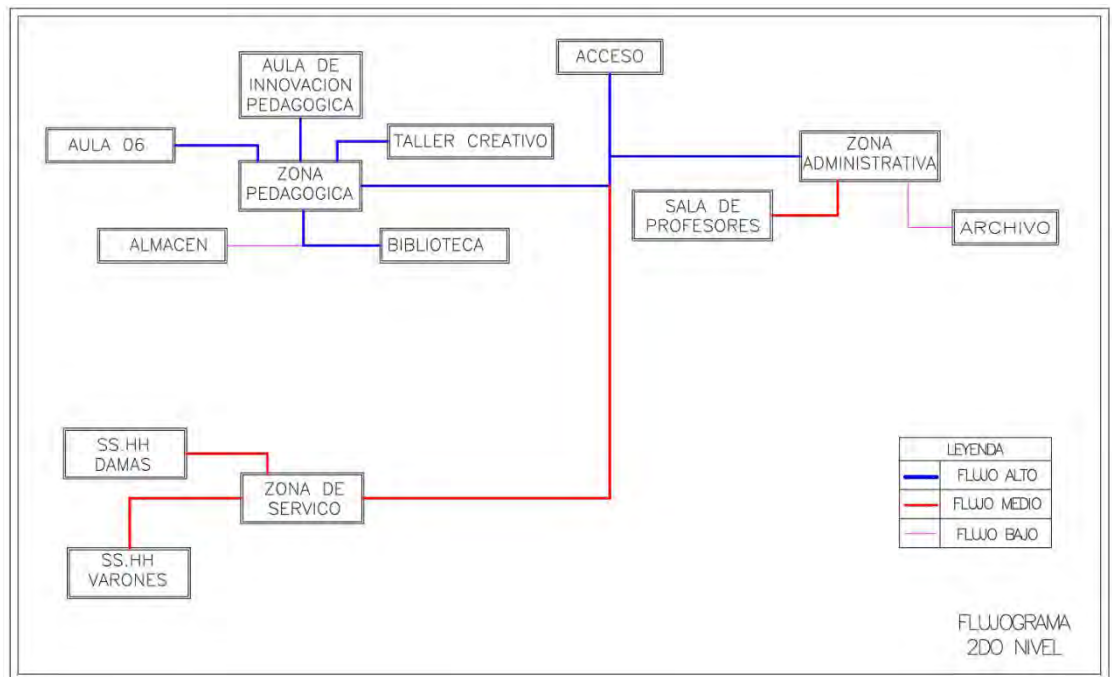 ACCESO
AULA DE
INNOVACION
PEDAGOGICA
AULA 06
TALLER CREATIVO
ZONA
PEDAGOGICA
ZONA
ADMINISTRATIVA
SALA DE
PROFESORES
ARCHIVO
ALMACEN
BIBLIOTECA
SS.HH
DAMAS
ZONA DE
SERVICO
SS.HH
VARONES
LEYENDA
FLUJO ALTO
FLUJO MEDIO
FLUJO BAJO
FLUJOGRAMA
2DO NIVEL